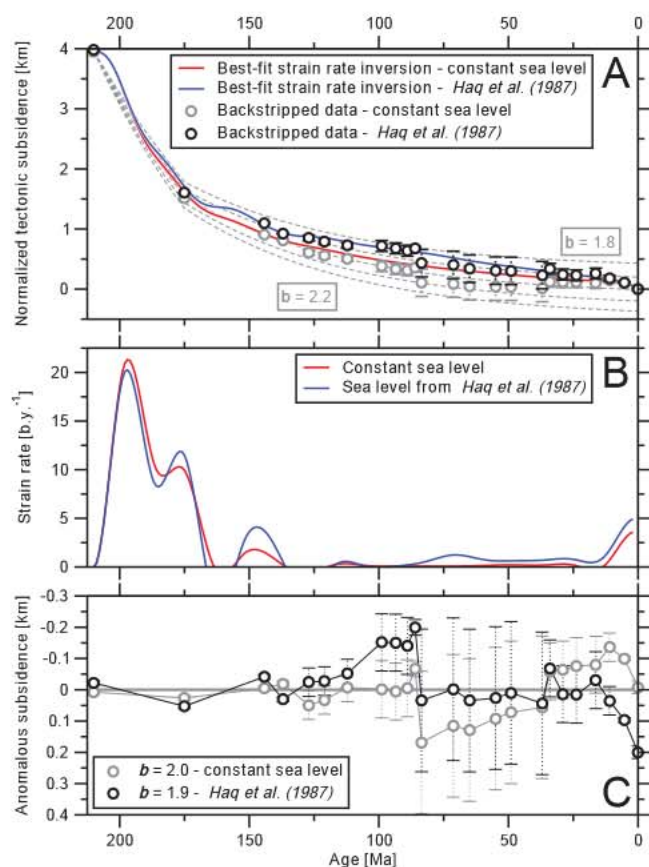 200 150 100 50 0
4
3
2
1
0
Normalized tectonic subsidence [km]
A
Best-fit strain rate inversion - constant sea level
Best-fit strain rate inversion - Haq et al. (1987)
Backstripped data - constant sea level
Backstripped data - Haq et al. (1987)
b = 1.8
b = 2.2
20
15
10
5
0
Strain rate [b.y.-1]
B
Constant sea level
Sea level from Haq et al. (1987)
-0.3
-0.2
-0.1
0
0.1
0.2
0.3
0.4
Anomalous subsidence [km]
C
b = 2.0 - constant sea level
b = 1.9 - Haq et al. (1987)
200 150 100 50 0
Age [Ma]